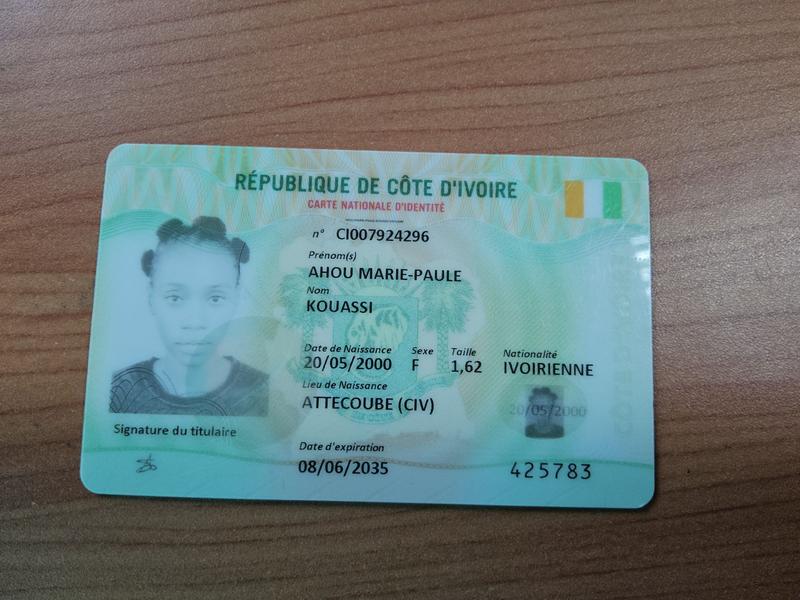 RÉPUBLIQUE DE CÔTE D'IVOIRE
CARTE NATIONALE D'IDENTITÉ
n° CI007924296
Prénom(s)
AHOU MARIE-PAULE
Nom
KOUASSI
Date de Naissance Sexe Taille Nationalité
20/05/2000 F 1,62 IVOIRIENNE
Lieu de Naissance
ATTECOUBE (CIV)
20/05/2000
Signature du titulaire
Date d'expiration
08/06/2035
425783